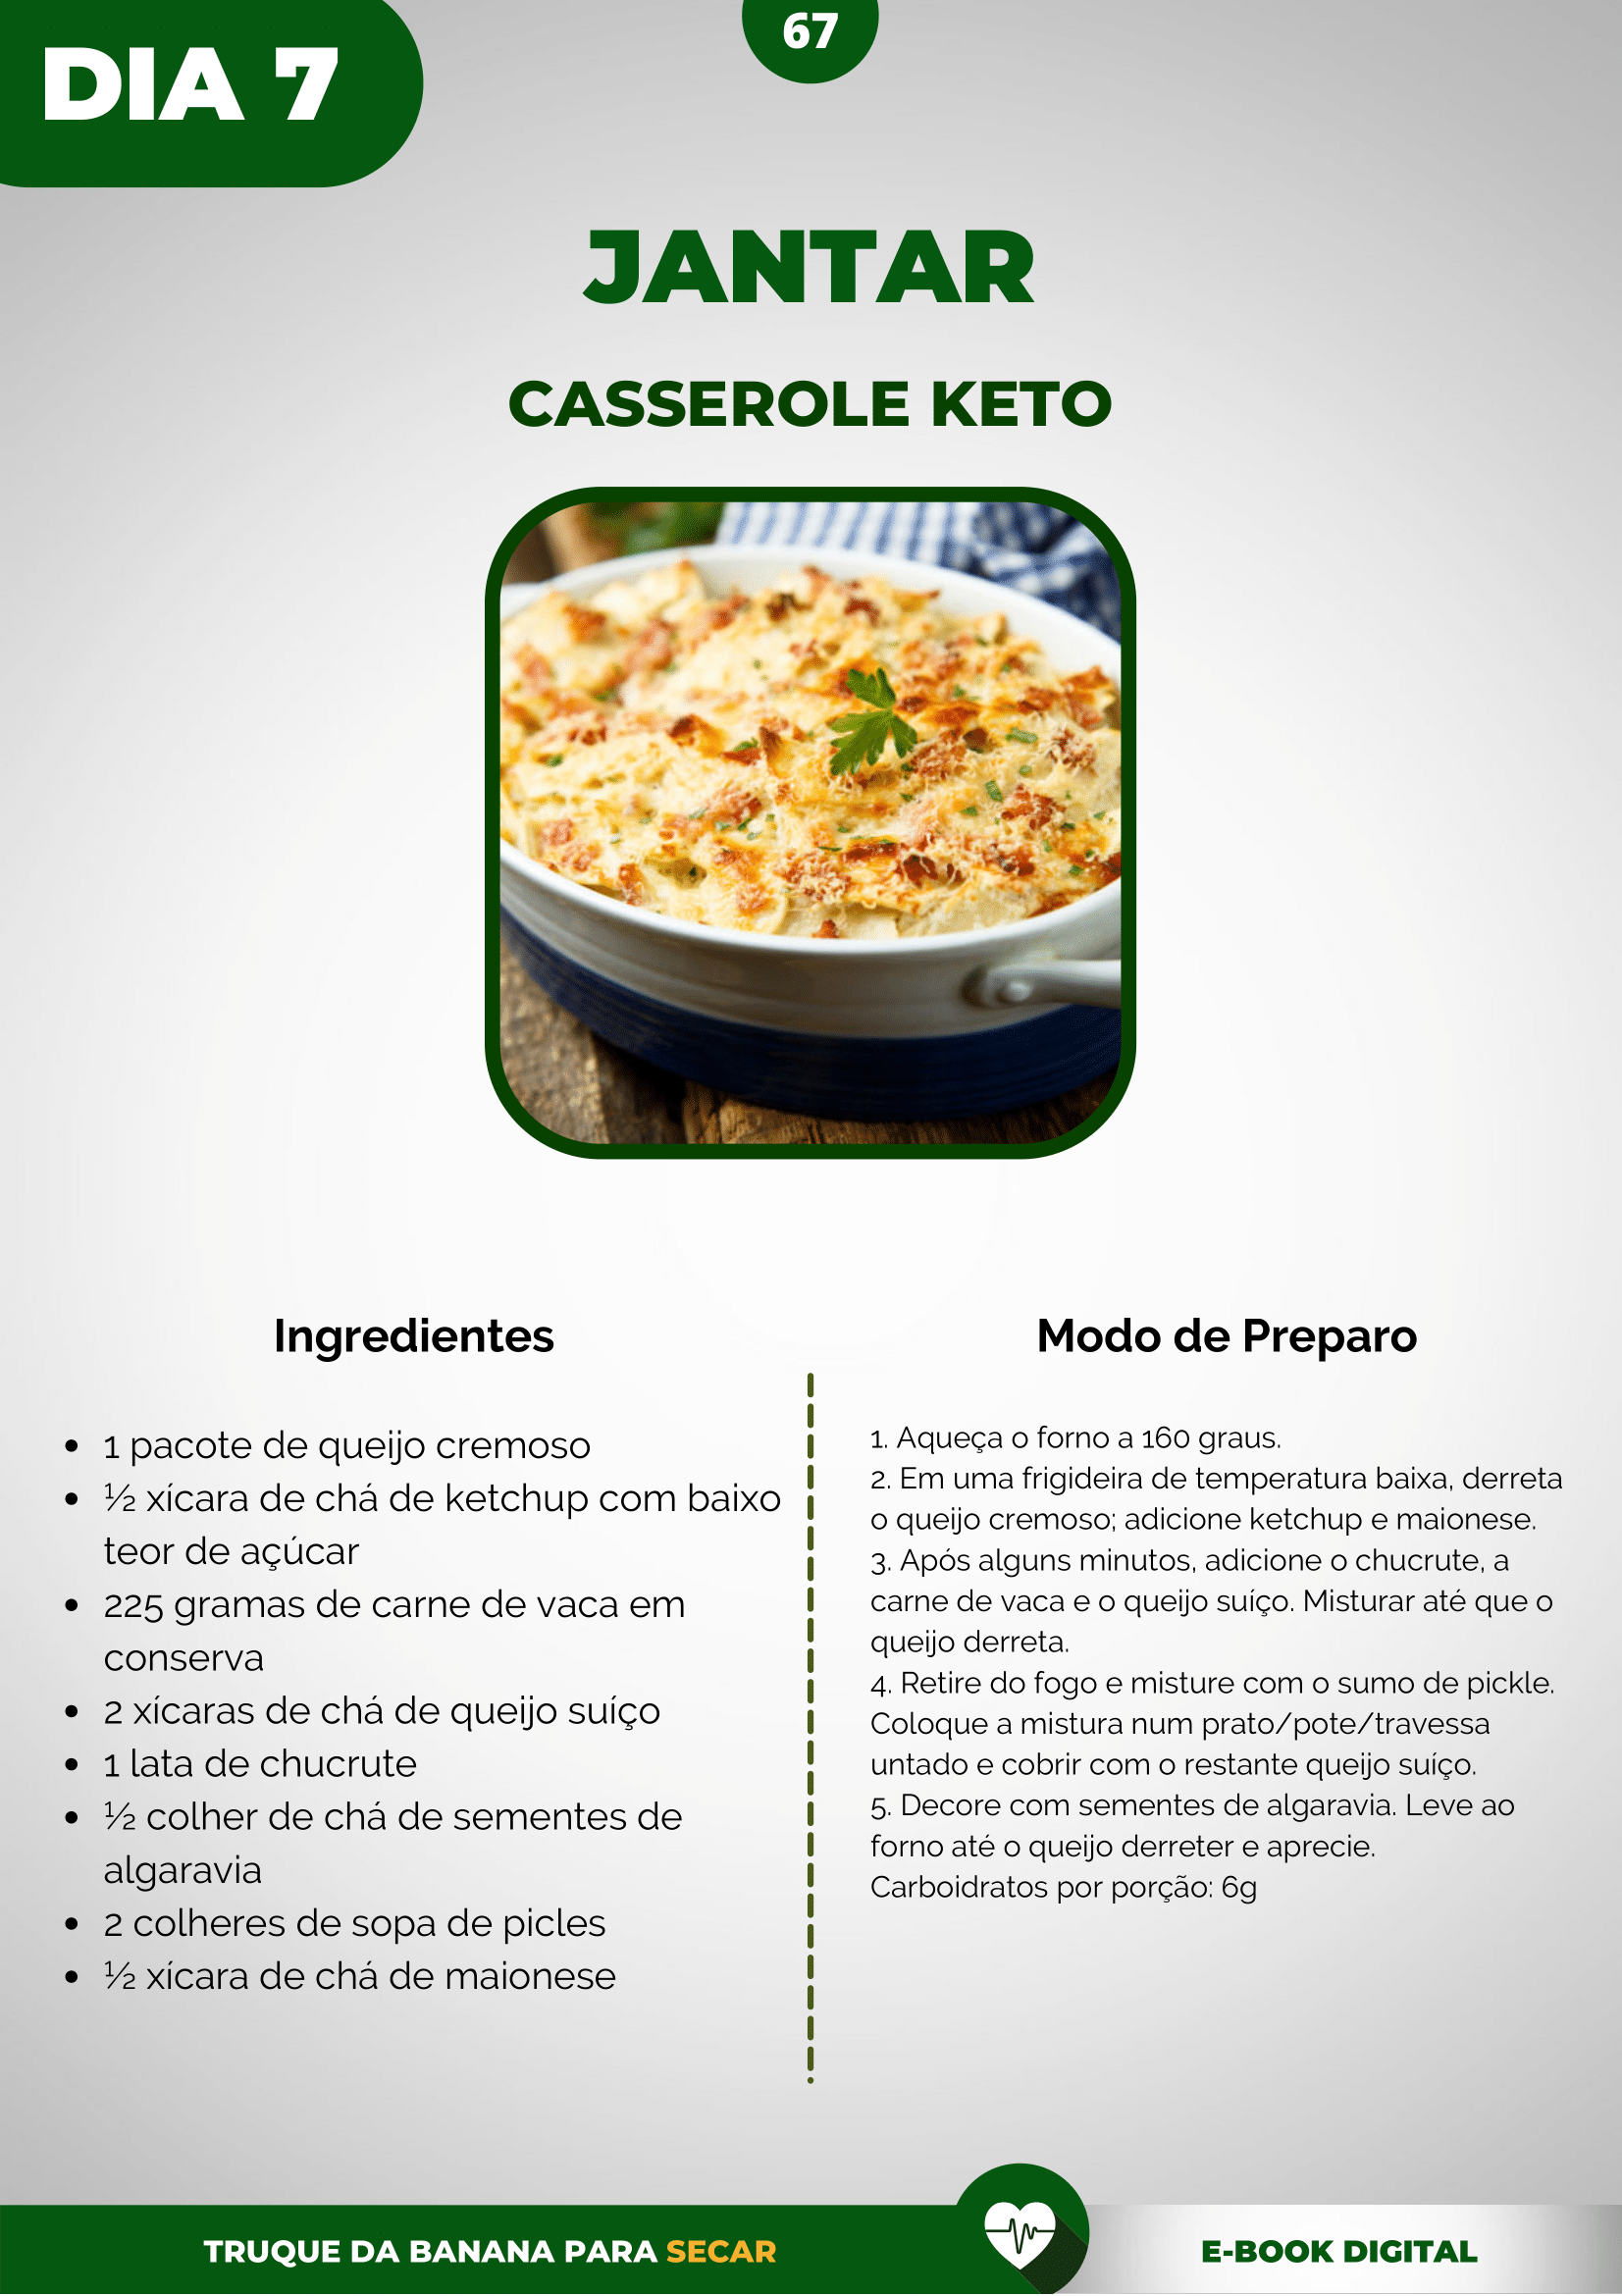 DIA 7
67
JANTAR
CASSEROLE KETO
Ingredientes
• 1 pacote de queijo cremoso
• ½ xícara de chá de ketchup com baixo
teor de açúcar
• 225 gramas de carne de vaca em
conserva
• 2 xícaras de chá de queijo suíço
• 1 lata de chucrute
• ½ colher de chá de sementes de
algaravia
• 2 colheres de sopa de picles
• ½ xícara de chá de maionese
Modo de Preparo
1. Aqueça o forno a 160 graus.
2. Em uma frigideira de temperatura baixa, derreta
o queijo cremoso; adicione ketchup e maionese.
3. Após alguns minutos, adicione o chucrute, a
carne de vaca e o queijo suíço. Misturar até que o
queijo derreta.
4. Retire do fogo e misture com o sumo de pickle.
Coloque a mistura num prato/pote/travessa
untado e cobrir com o restante queijo suíço.
5. Decore com sementes de algaravia. Leve ao
forno até o queijo derreter e aprecie.
Carboidratos por porção: 6g
TRUQUE DA BANANA PARA SECAR
E-BOOK DIGITAL